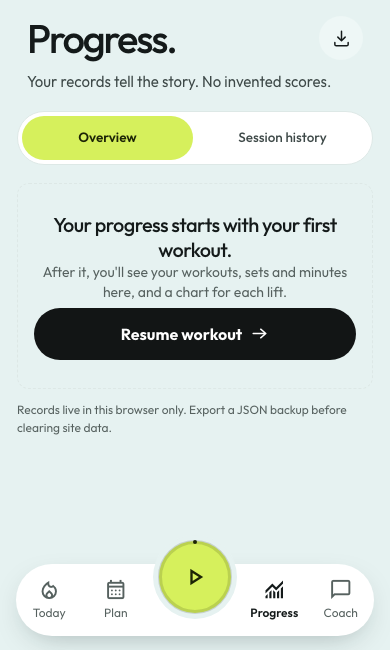 Progress.
Your records tell the story. No invented scores.
Overview
Session history
Your progress starts with your first
workout.
After it, you'll see your workouts, sets and minutes
here, and a chart for each lift.
Resume workout →
Records live in this browser only. Export a JSON backup before
clearing site data.
Today
Plan
Progress
Coach